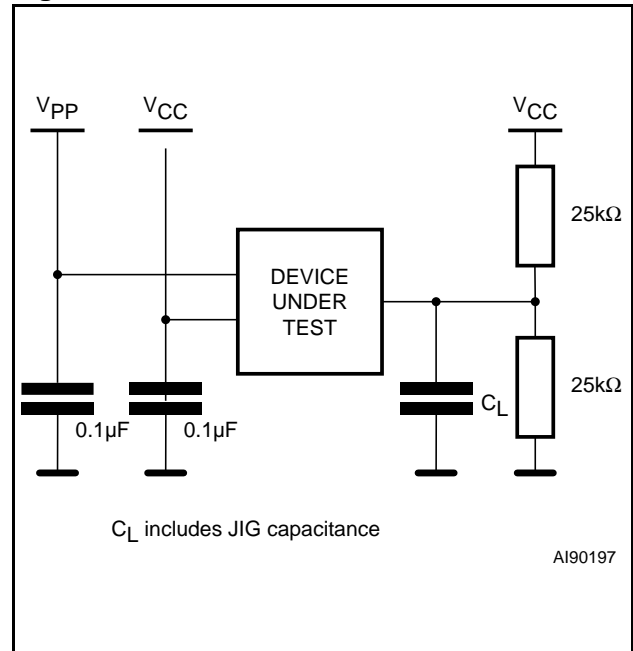 VPP
VCC
VCC
25kΩ
DEVICE
UNDER
TEST
25kΩ
CL
0.1µF
0.1µF
CL includes JIG capacitance
AI90197